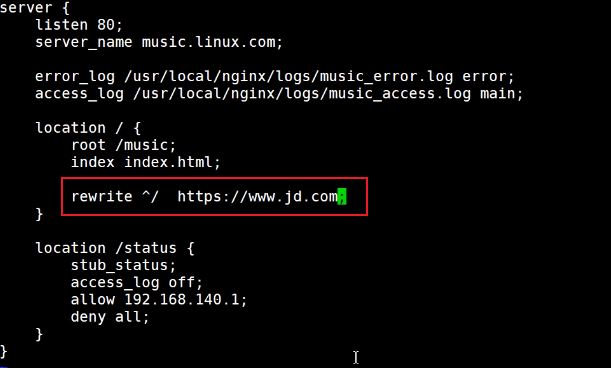 server {
    listen 80;
    server_name music.linux.com;

    error_log /usr/local/nginx/logs/music_error.log error;
    access_log /usr/local/nginx/logs/music_access.log main;

    location / {
        root /music;
        index index.html;

        rewrite ^/  https://www.jd.com;
    }

    location /status {
        stub_status;
        access_log off;
        allow 192.168.140.1;
        deny all;
    }
}